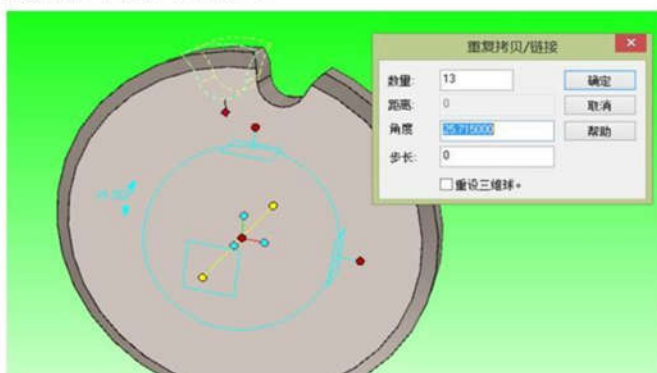 重复拷贝/链接
数量: 13 确定
距离: 0 取消
角度 25.715000 帮助
步长: 0
重设三维球。